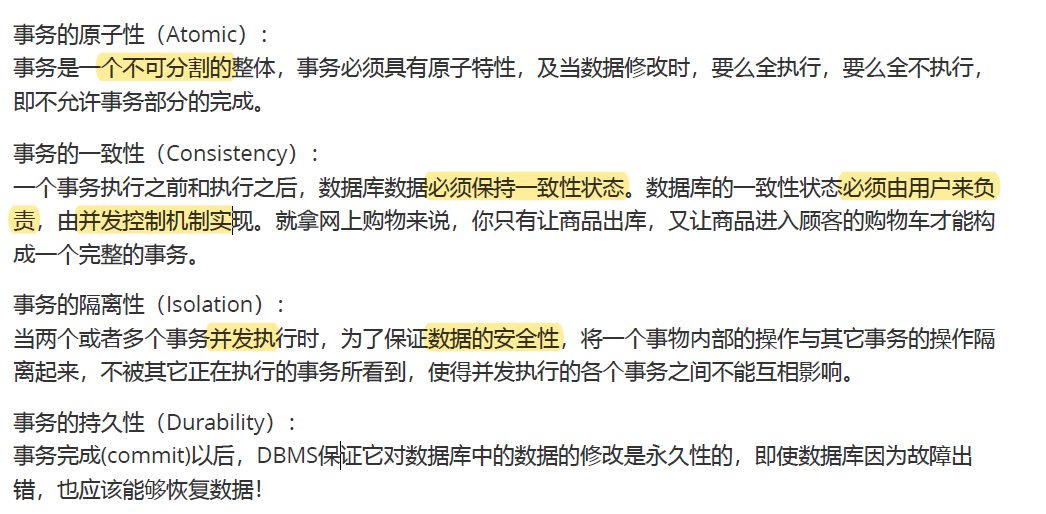 事务的原子性（Atomic）：
事务是一个不可分割的整体，事务必须具有原子特性，及当数据修改时，要么全执行，要么全不执行，
即不允许事务部分的完成。
事务的一致性（Consistency）：
一个事务执行之前和执行之后，数据库数据必须保持一致性状态。数据库的一致性状态必须由用户来负
责，由并发控制机制实现。就拿网上购物来说，你只有让商品出库，又让商品进入顾客的购物车才能构
成一个完整的事务。
事务的隔离性（Isolation）：
当两个或者多个事务并发执行时，为了保证数据的安全性，将一个事物内部的操作与其它事务的操作隔
离起来，不被其它正在执行的事务所看到，使得并发执行的各个事务之间不能互相影响。
事务的持久性（Durability）：
事务完成(commit)以后，DBMS保证它对数据库中的数据的修改是永久性的，即使数据库因为故障出
错，也应该能够恢复数据！